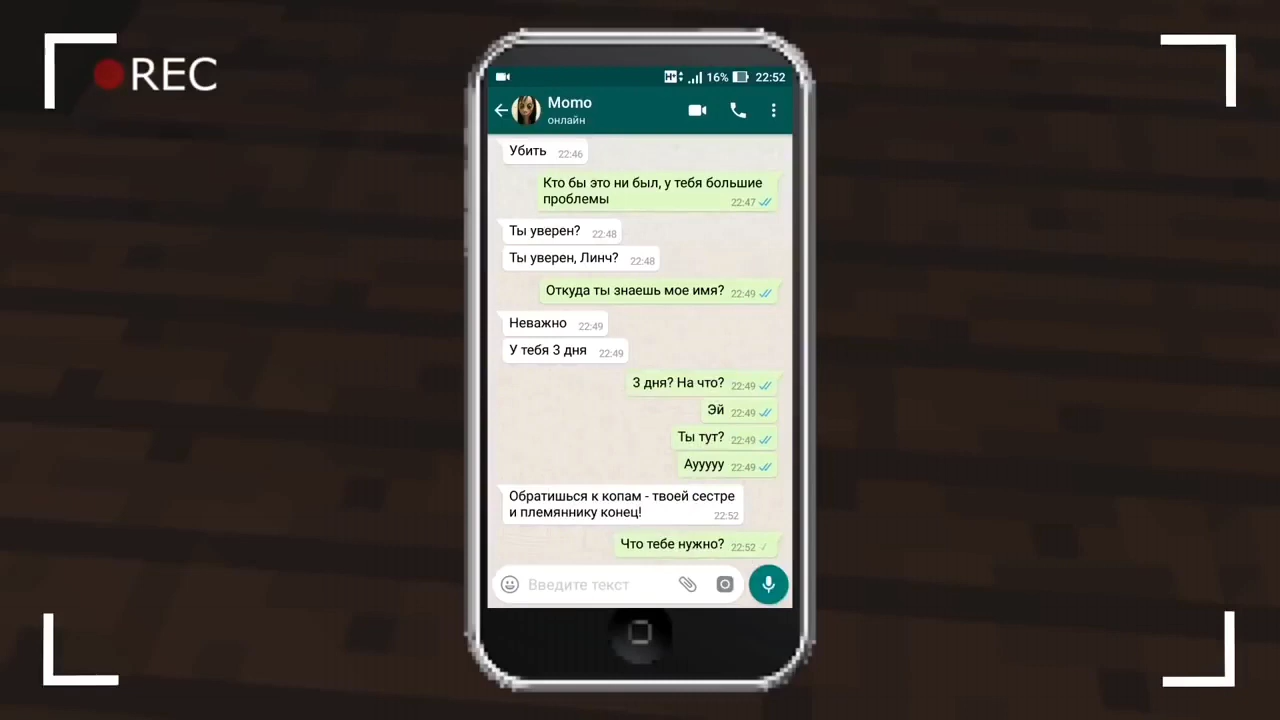 REC
16% 22:52
Momo
онлайн
Убить 22:46
Кто бы это ни был, у тебя большие
проблемы 22:47
Ты уверен? 22:48
Ты уверен, Линч? 22:48
Откуда ты знаешь мое имя? 22:49
Неважно 22:49
У тебя 3 дня 22:49
3 дня? На что? 22:49
Эй 22:49
Ты тут? 22:49
Ауууууу 22:49
Обратишься к копам - твоей сестре
и племяннику конец! 22:52
Что тебе нужно? 22:52
Введите текст